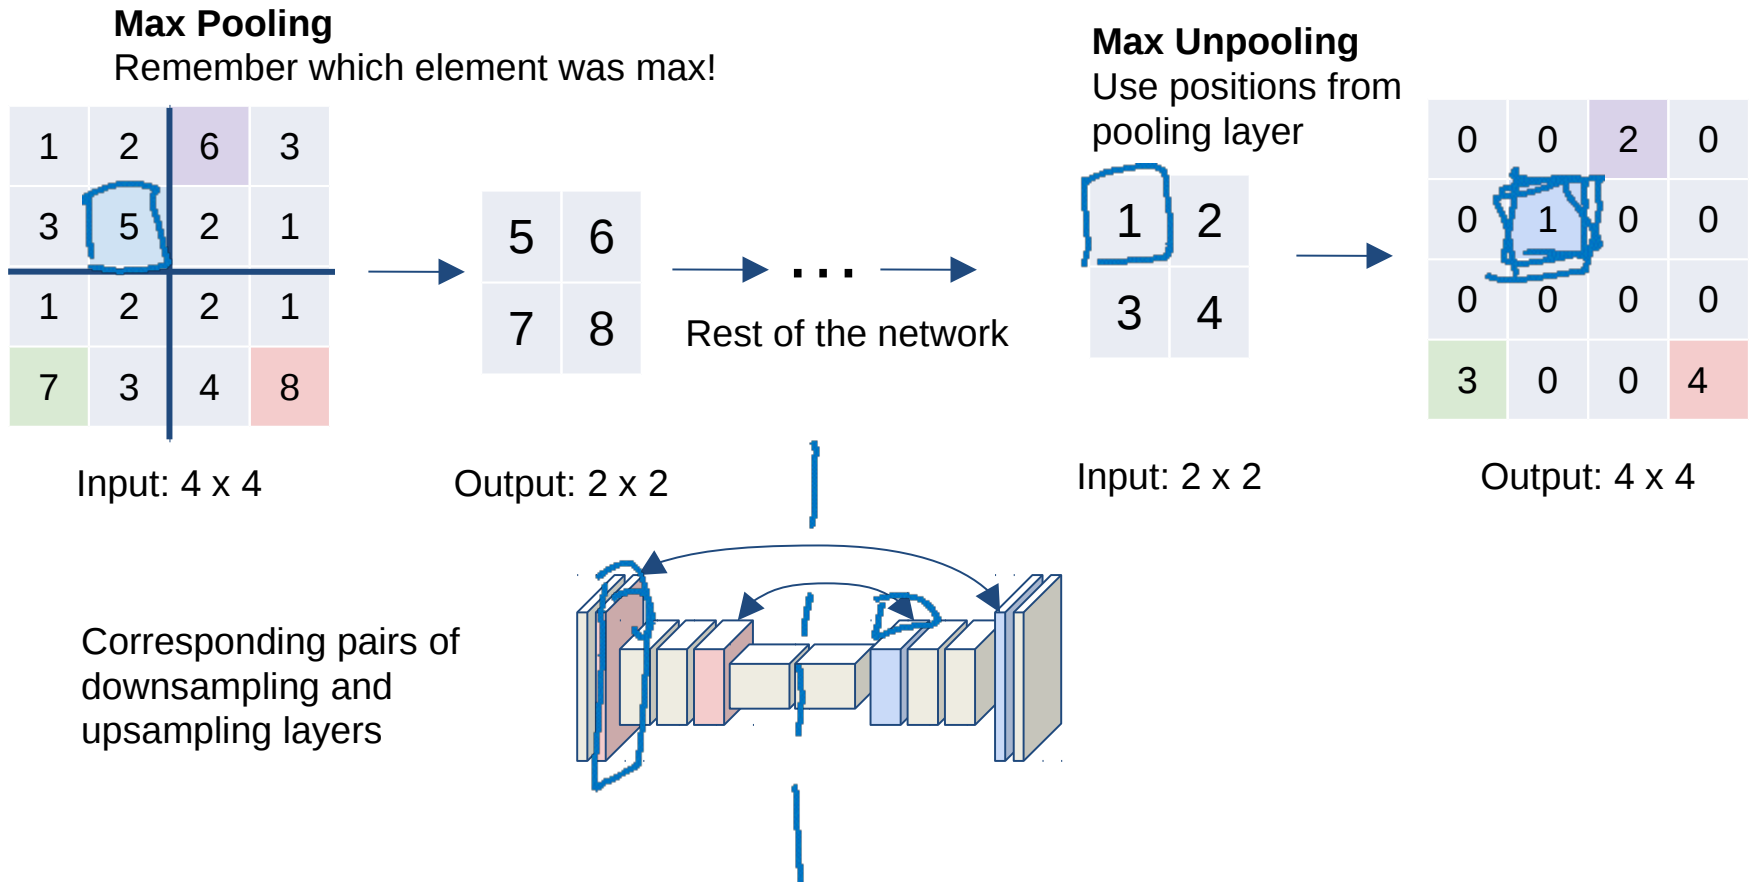 Max Pooling
Remember which element was max!
1 2 6 3
3 5 2 1
1 2 2 1
7 3 4 8
Input: 4 x 4
5 6
7 8
Output: 2 x 2
...
Rest of the network
Max Unpooling
Use positions from
pooling layer
1 2
3 4
Input: 2 x 2
0 0 2 0
0 1 0 0
0 0 0 0
3 0 0 4
Output: 4 x 4
Corresponding pairs of
downsampling and
upsampling layers